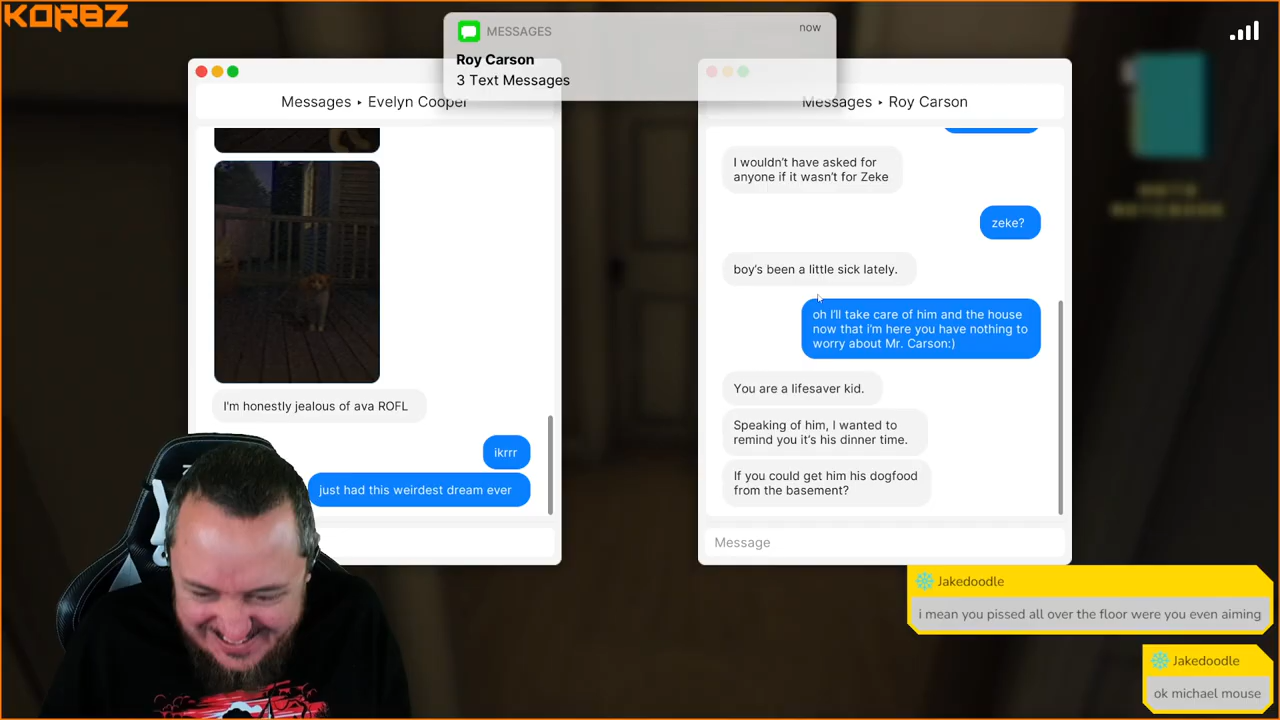 KORBZ
MESSAGES
now
Roy Carson
3 Text Messages
Messages ▸ Evelyn Cooper
I'm honestly jealous of ava ROFL
ikrrr
just had this weirdest dream ever
Messages ▸ Roy Carson
I wouldn't have asked for
anyone if it wasn't for Zeke
zeke?
boy's been a little sick lately.
oh I'll take care of him and the house
now that i'm here you have nothing to
worry about Mr. Carson:)
You are a lifesaver kid.
Speaking of him, I wanted to
remind you it's his dinner time.
If you could get him his dogfood
from the basement?
Message
Jakedoodle
i mean you pissed all over the floor were you even aiming
Jakedoodle
ok michael mouse